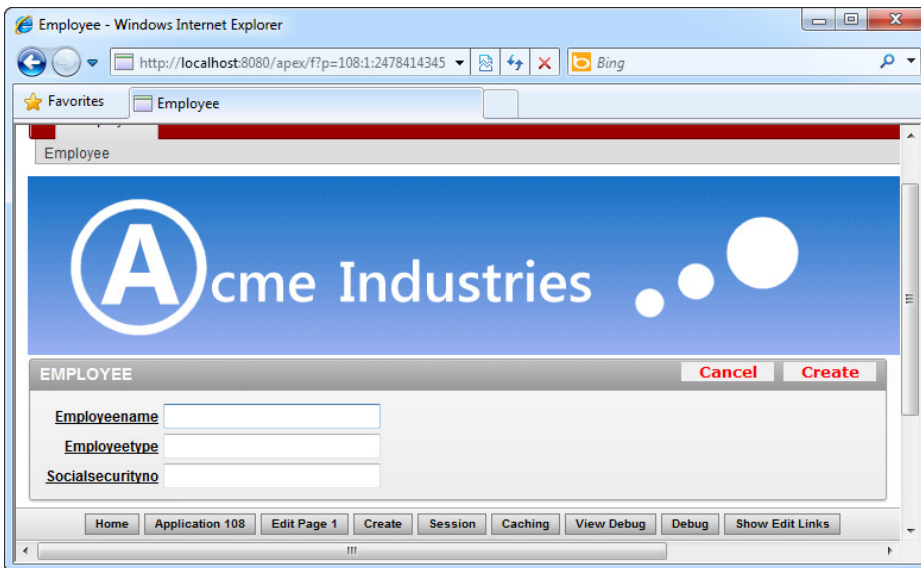 Employee - Windows Internet Explorer
http://localhost:8080/apex/f?p=108:1:2478414345
Bing
Favorites
Employee
Employee
Acme Industries
EMPLOYEE
Cancel Create
Employeename
Employeetype
Socialsecurityno
Home Application 108 Edit Page 1 Create Session Caching View Debug Debug Show Edit Links